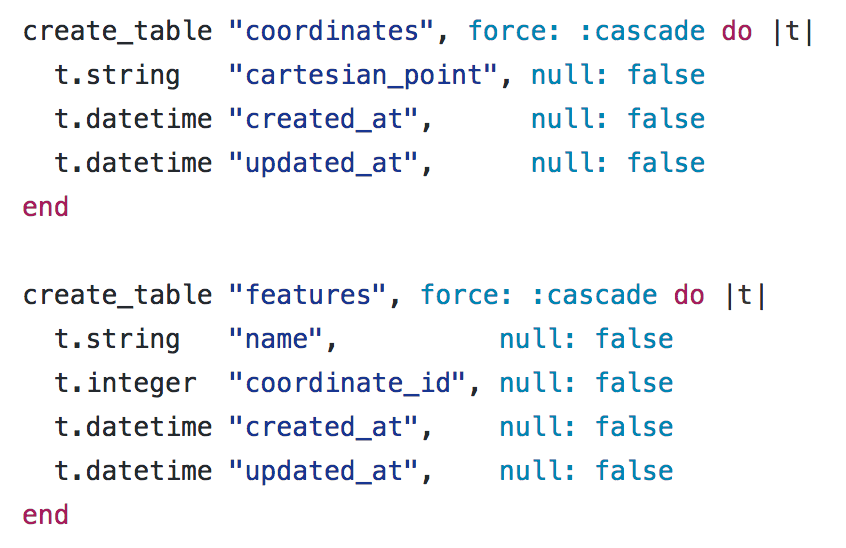 create_table "coordinates", force: :cascade do |t|
  t.string   "cartesian_point", null: false
  t.datetime "created_at",      null: false
  t.datetime "updated_at",      null: false
end

create_table "features", force: :cascade do |t|
  t.string   "name",          null: false
  t.integer  "coordinate_id", null: false
  t.datetime "created_at",    null: false
  t.datetime "updated_at",    null: false
end